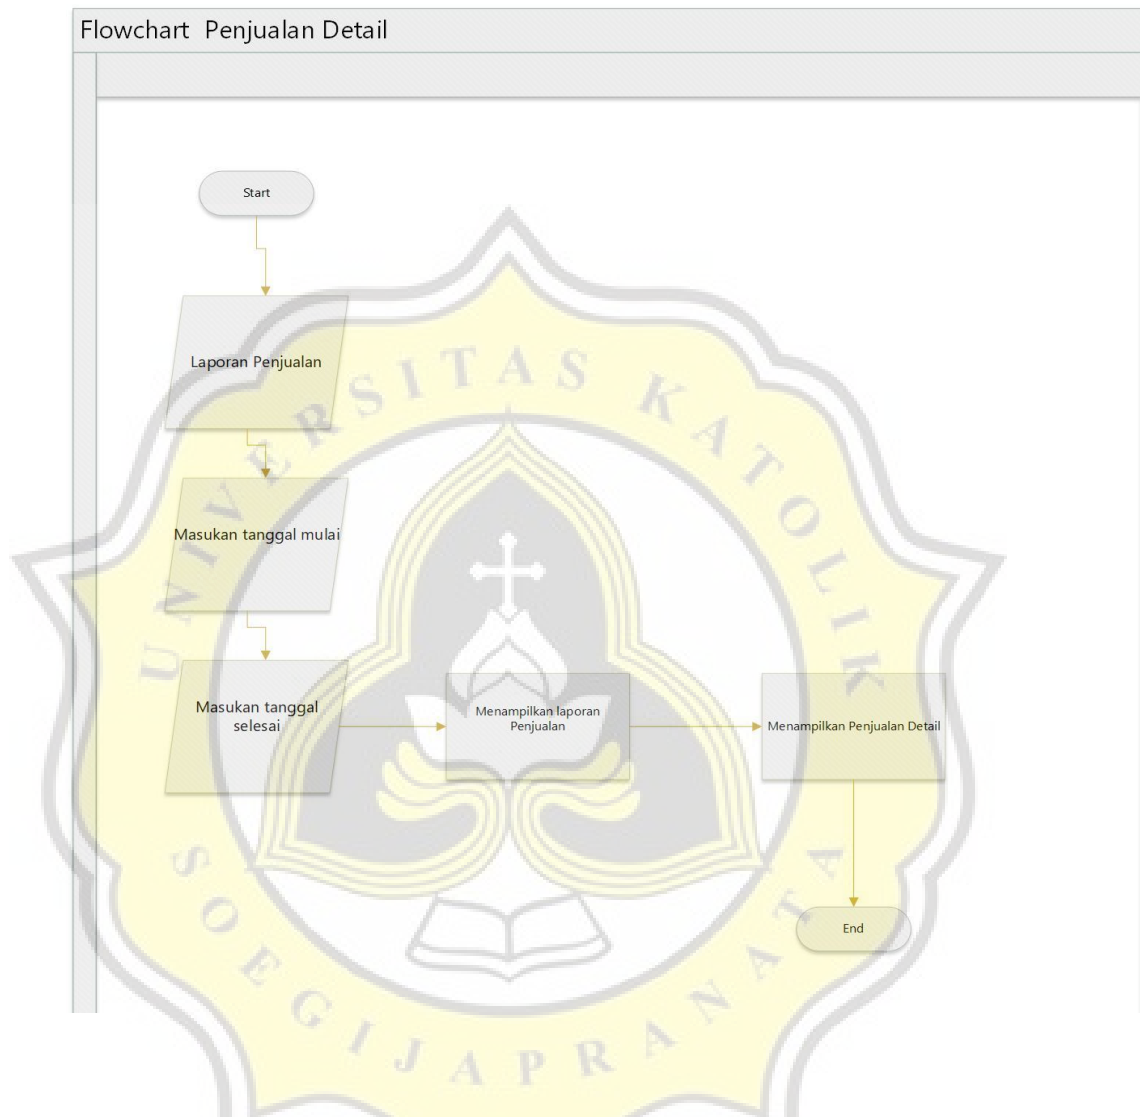 Flowchart Penjualan Detail
Start
Laporan Penjualan
Masukan tanggal mulai
Masukan tanggal
selesai
Menampilkan laporan
Penjualan
Menampilkan Penjualan Detail
End
UNIVERSITAS KATOLIK
SOEGIJAPRANATA